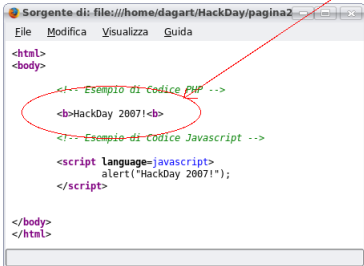 Sorgente di: file:///home/dagart/HackDay/pagina2
File Modifica Visualizza Guida
<html>
<body>
<!-- Esempio di Codice PHP -->
<b>HackDay 2007!<b>
<!-- Esempio di Codice Javascript -->
<script language=javascript>
alert("HackDay 2007!");
</script>
</body>
</html>